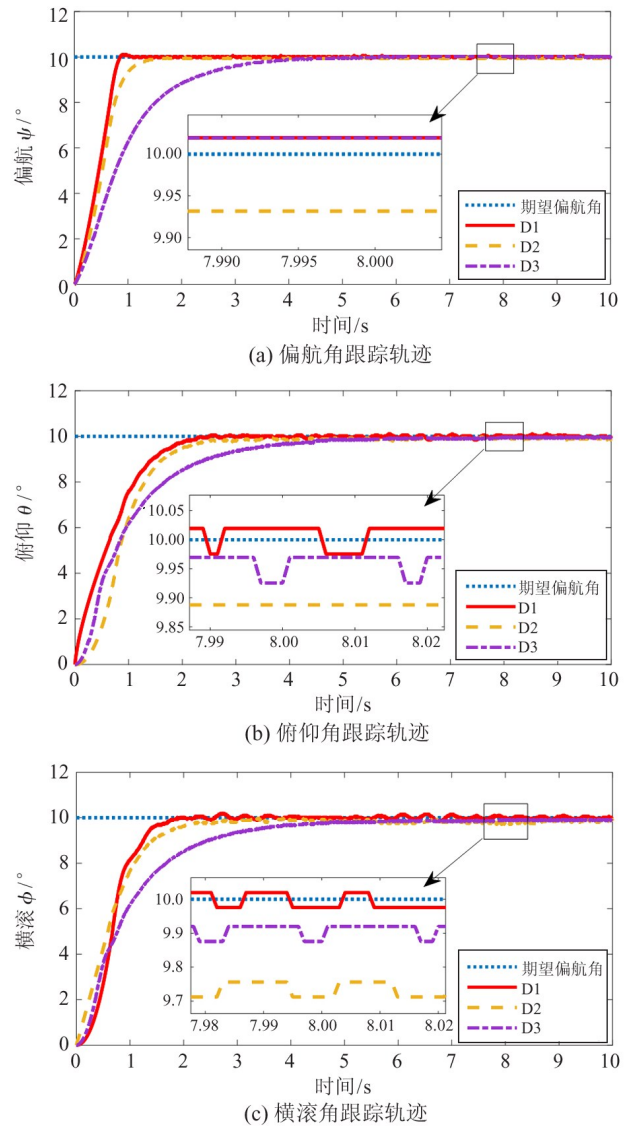 12
10
8
6
4
2
0
偏航 ψ/°
10.00
9.95
9.90
7.990 7.995 8.000
期望偏航角
D1
D2
D3
0 1 2 3 4 5 6 7 8 9 10
时间/s
(a) 偏航角跟踪轨迹
12
10
8
6
4
2
0
俯仰 θ/°
10.05
10.00
9.95
9.90
9.85
7.99 8.00 8.01 8.02
期望偏航角
D1
D2
D3
0 1 2 3 4 5 6 7 8 9 10
时间/s
(b) 俯仰角跟踪轨迹
12
10
8
6
4
2
0
横滚 ϕ/°
10.0
9.9
9.8
9.7
7.98 7.99 8.00 8.01 8.02
期望偏航角
D1
D2
D3
0 1 2 3 4 5 6 7 8 9 10
时间/s
(c) 横滚角跟踪轨迹